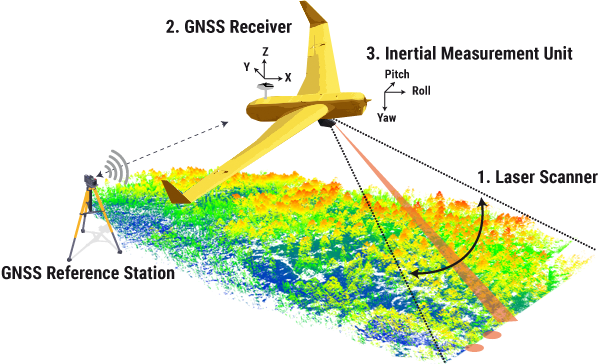 2. GNSS Receiver
Z
Y
X
3. Inertial Measurement Unit
Pitch
Roll
Yaw
1. Laser Scanner
GNSS Reference Station